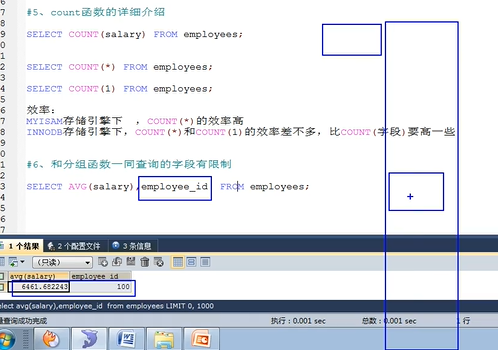 #5、count函数的详细介绍
SELECT COUNT(salary) FROM employees;
SELECT COUNT(*) FROM employees;
SELECT COUNT(1) FROM employees;
效率:
MYISAM存储引擎下 ,COUNT(*)的效率高
INNODB存储引擎下,COUNT(*)和COUNT(1)的效率差不多,比COUNT(字段)要高一些
#6、和分组函数一同查询的字段有限制
SELECT AVG(salary),employee_id FROM employees;
1 个结果 2 个配置文件 3 条信息
(只读)
avg(salary) employee_id
6461.682243 100
select avg(salary),employee_id from employees LIMIT 0, 1000
查询成功完成 执行:0.001 sec 总数:0.001 sec 1 行